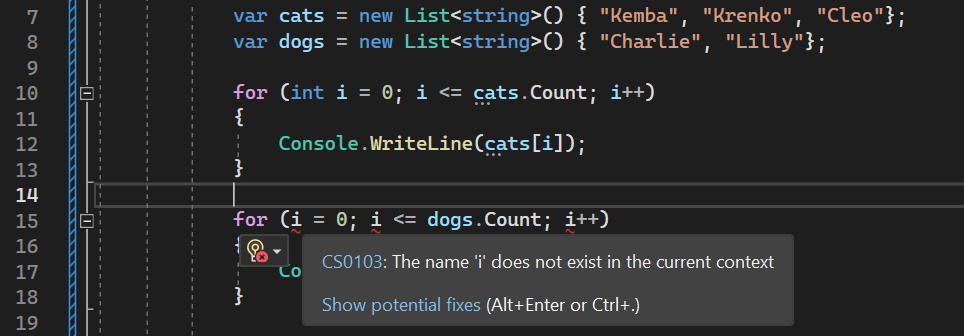 7 var cats = new List<string>() { "Kemba", "Krenko", "Cleo"};
8 var dogs = new List<string>() { "Charlie", "Lilly"};
9
10 for (int i = 0; i <= cats.Count; i++)
11 {
12 Console.WriteLine(cats[i]);
13 }
14
15 for (i = 0; i <= dogs.Count; i++)
16
CS0103: The name 'i' does not exist in the current context
17 Co
18 }
Show potential fixes (Alt+Enter or Ctrl+.)
19